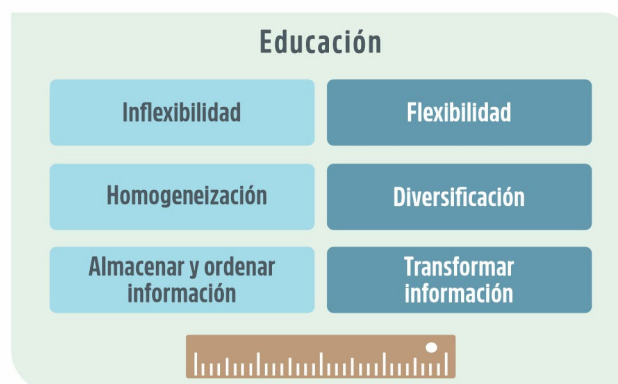 Educación
Inflexibilidad
Flexibilidad
Homogeneización
Diversificación
Almacenar y ordenar
información
Transformar
información